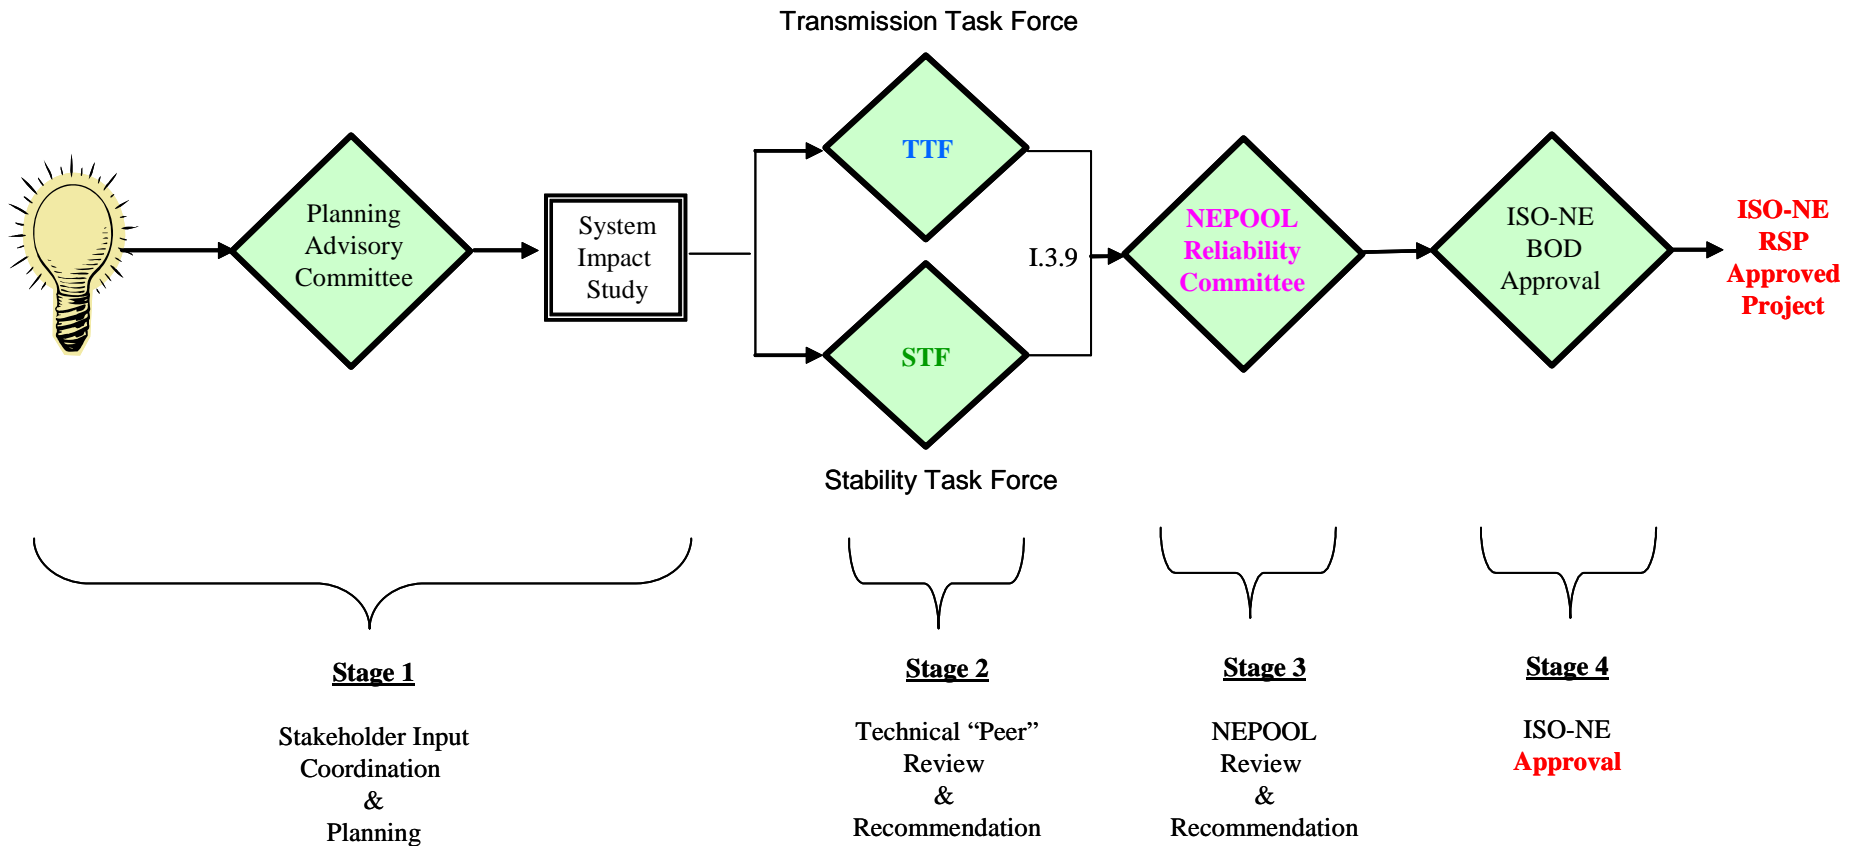 Transmission Task Force
Planning
Advisory
Committee
System
Impact
Study
TTF
STF
Stability Task Force
I.3.9
NEPOOL
Reliability
Committee
ISO-NE
BOD
Approval
ISO-NE
RSP
Approved
Project
Stage 1
Stakeholder Input
Coordination
&
Planning
Stage 2
Technical “Peer”
Review
&
Recommendation
Stage 3
NEPOOL
Review
&
Recommendation
Stage 4
ISO-NE
Approval